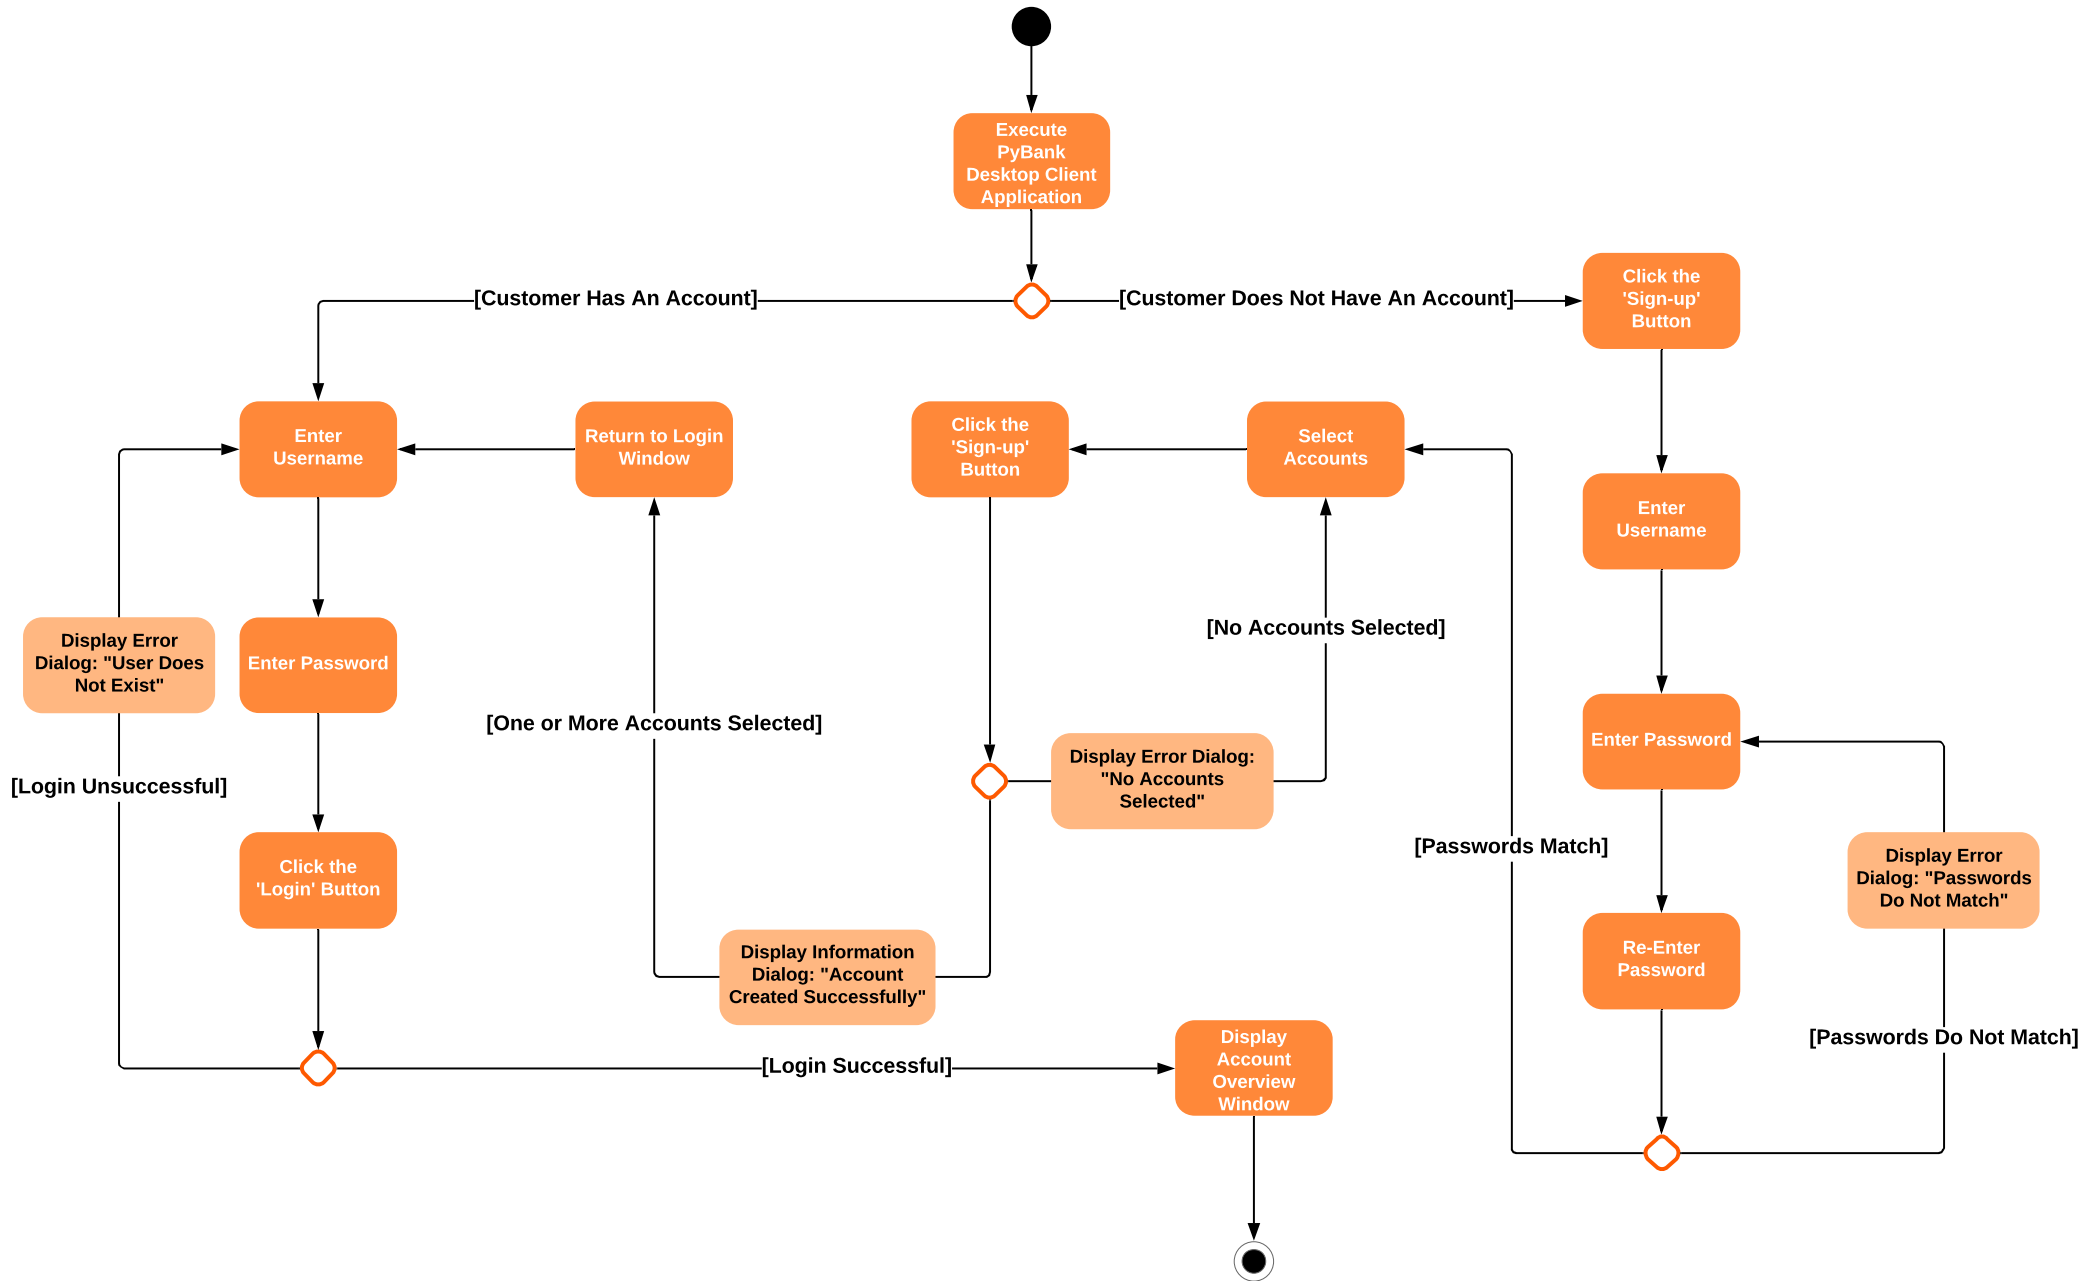 Execute
PyBank
Desktop Client
Application
[Customer Has An Account]
[Customer Does Not Have An Account]
Click the
'Sign-up'
Button
Enter
Username
Return to Login
Window
Click the
'Sign-up'
Button
Select
Accounts
Enter
Username
Display Error
Dialog: "User Does
Not Exist"
Enter Password
[No Accounts Selected]
[One or More Accounts Selected]
Enter Password
[Login Unsuccessful]
Display Error Dialog:
"No Accounts
Selected"
[Passwords Match]
Click the
'Login' Button
Display Error
Dialog: "Passwords
Do Not Match"
Display Information
Dialog: "Account
Created Successfully"
Re-Enter
Password
[Passwords Do Not Match]
[Login Successful]
Display
Account
Overview
Window